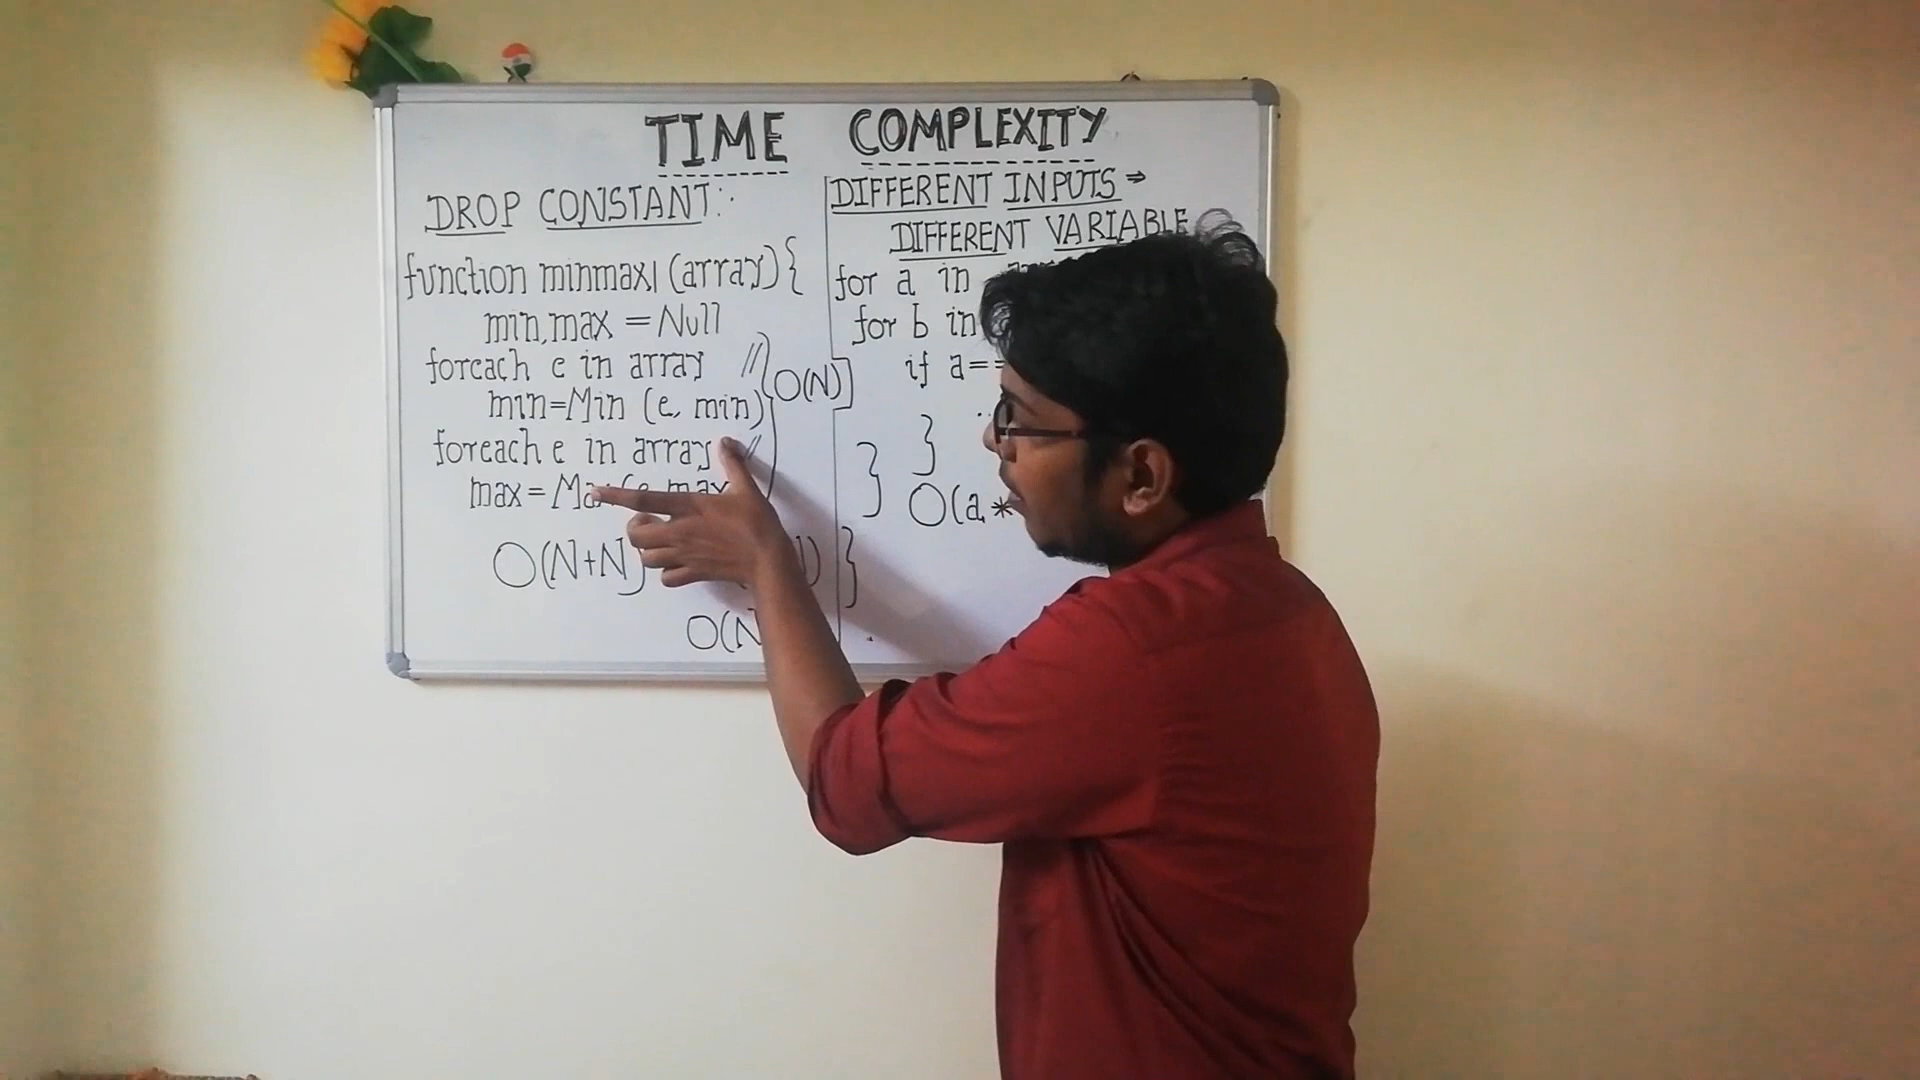 TIME COMPLEXITY
DROP CONSTANT:
function minmax1 (array) {
min,max = Null
foreach e in array //
min=Min (e, min)
foreach e in array //
max =
} O(N)]
O(N+N)
O(N
DIFFERENT INPUTS →
DIFFERENT VARIABLE
for a in
for b in
if a==
..
}
}
O(a *
}